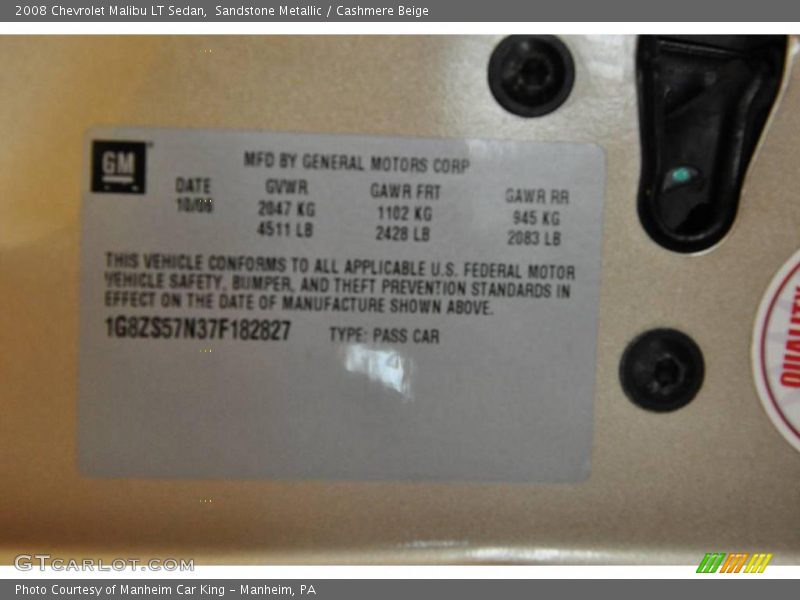 2008 Chevrolet Malibu LT Sedan, Sandstone Metallic / Cashmere Beige
GM
MFD BY GENERAL MOTORS CORP
DATE GVWR GAWR FRT GAWR RR
2047 KG 1102 KG 945 KG
4511 LB 2428 LB 2083 LB
THIS VEHICLE CONFORMS TO ALL APPLICABLE U.S. FEDERAL MOTOR
VEHICLE SAFETY, BUMPER, AND THEFT PREVENTION STANDARDS IN
EFFECT ON THE DATE OF MANUFACTURE SHOWN ABOVE.
1G8ZS57N37F182827 TYPE: PASS CAR
QUALITY
GTCARLOT.COM
Photo Courtesy of Manheim Car King - Manheim, PA